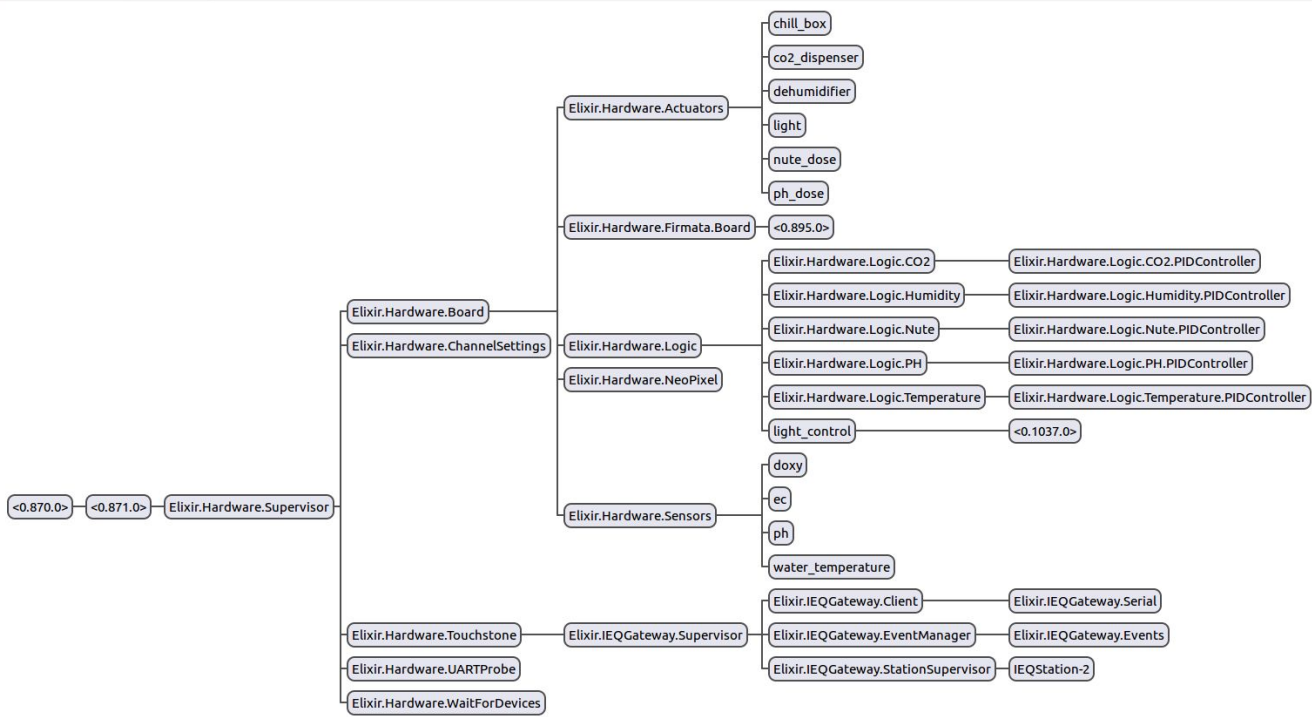 chill_box
co2_dispenser
Elixir.Hardware.Actuators
dehumidifier
light
nute_dose
ph_dose
Elixir.Hardware.Firmata.Board <0.895.0>
Elixir.Hardware.Logic.CO2 Elixir.Hardware.Logic.CO2.PIDController
Elixir.Hardware.Logic.Humidity Elixir.Hardware.Logic.Humidity.PIDController
Elixir.Hardware.Board
Elixir.Hardware.Logic.Nute Elixir.Hardware.Logic.Nute.PIDController
Elixir.Hardware.ChannelSettings Elixir.Hardware.Logic
Elixir.Hardware.Logic.PH Elixir.Hardware.Logic.PH.PIDController
Elixir.Hardware.NeoPixel
Elixir.Hardware.Logic.Temperature Elixir.Hardware.Logic.Temperature.PIDController
light_control <0.1037.0>
doxy
ec
<0.870.0> <0.871.0> Elixir.Hardware.Supervisor
Elixir.Hardware.Sensors
ph
water_temperature
Elixir.IEQGateway.Client Elixir.IEQGateway.Serial
Elixir.Hardware.Touchstone Elixir.IEQGateway.Supervisor Elixir.IEQGateway.EventManager Elixir.IEQGateway.Events
Elixir.Hardware.UARTProbe Elixir.IEQGateway.StationSupervisor IEQStation-2
Elixir.Hardware.WaitForDevices